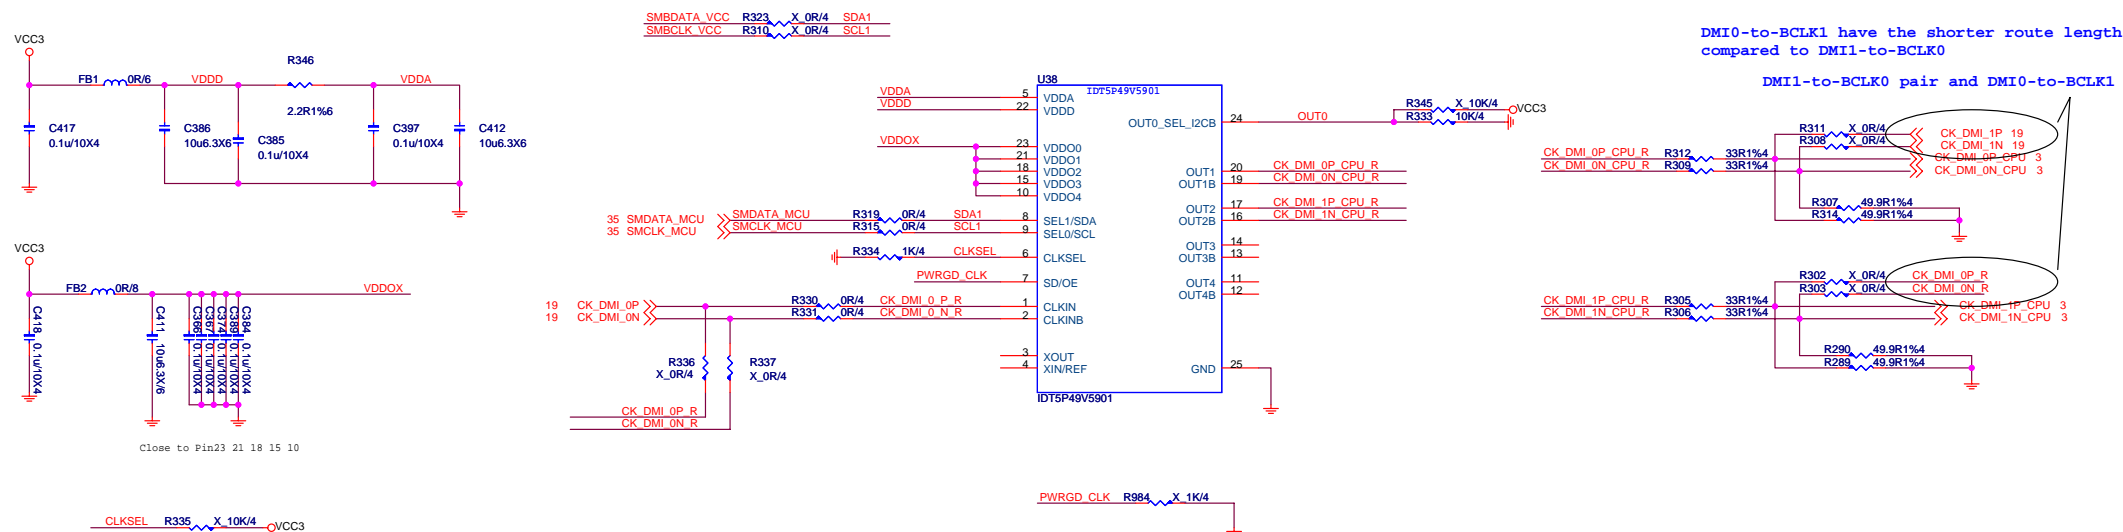 SMBDATA_VCC R323 X_0R/4 SDA1
SMBCLK_VCC R310 X_0R/4 SCL1
DMI0-to-BCLK1 have the shorter route length
compared to DMI1-to-BCLK0
DMI1-to-BCLK0 pair and DMI0-to-BCLK1
VCC3
FB1 0R/6 VDDD
R346
2.2R1%6
VDDA
C417
0.1u/10X4
C386
10u6.3X6
C385
0.1u/10X4
C397
0.1u/10X4
C412
10u6.3X6
VCC3
FB2 0R/8
VDDOX
C418 0.1u/10X4
C411 10u6.3X/6
C366 0.1u/10X4
C367 0.1u/10X4
C374 0.1u/10X4
C389 0.1u/10X4
C384 0.1u/10X4
Close to Pin23 21 18 15 10
CLKSEL R335 X_10K/4 VCC3
U38
IDT5P49V5901
VDDA 5 VDDA
VDDD 22 VDDD
VDDOX 23 VDDO0
21 VDDO1
18 VDDO2
15 VDDO3
10 VDDO4
35 SMDATA_MCU SMDATA_MCU R319 0R/4 SDA1 8 SEL1/SDA
35 SMCLK_MCU SMCLK_MCU R315 0R/4 SCL1 9 SEL0/SCL
R334 1K/4 CLKSEL 6 CLKSEL
PWRGD_CLK 7 SD/OE
19 CK_DMI_0P R330 0R/4 CK_DMI_0_P_R 1 CLKIN
19 CK_DMI_0N R331 0R/4 CK_DMI_0_N_R 2 CLKINB
3 XOUT
4 XIN/REF
R336
X_0R/4
R337
X_0R/4
CK_DMI_0P_R
CK_DMI_0N_R
OUT0_SEL_I2CB 24 OUT0
R345 X_10K/4 VCC3
R333 10K/4
OUT1 20 CK_DMI_0P_CPU_R
OUT1B 19 CK_DMI_0N_CPU_R
OUT2 17 CK_DMI_1P_CPU_R
OUT2B 16 CK_DMI_1N_CPU_R
OUT3 14
OUT3B 13
OUT4 11
OUT4B 12
GND 25
IDT5P49V5901
PWRGD_CLK R984 X_1K/4
R311 X_0R/4 CK_DMI_1P 19
R308 X_0R/4 CK_DMI_1N 19
CK_DMI_0P_CPU_R R312 33R1%4 CK_DMI_0P_CPU 3
CK_DMI_0N_CPU_R R309 33R1%4 CK_DMI_0N_CPU 3
R307 49.9R1%4
R314 49.9R1%4
R302 X_0R/4 CK_DMI_0P_R
R303 X_0R/4 CK_DMI_0N_R
CK_DMI_1P_CPU_R R305 33R1%4 CK_DMI_1P_CPU 3
CK_DMI_1N_CPU_R R306 33R1%4 CK_DMI_1N_CPU 3
R290 49.9R1%4
R289 49.9R1%4